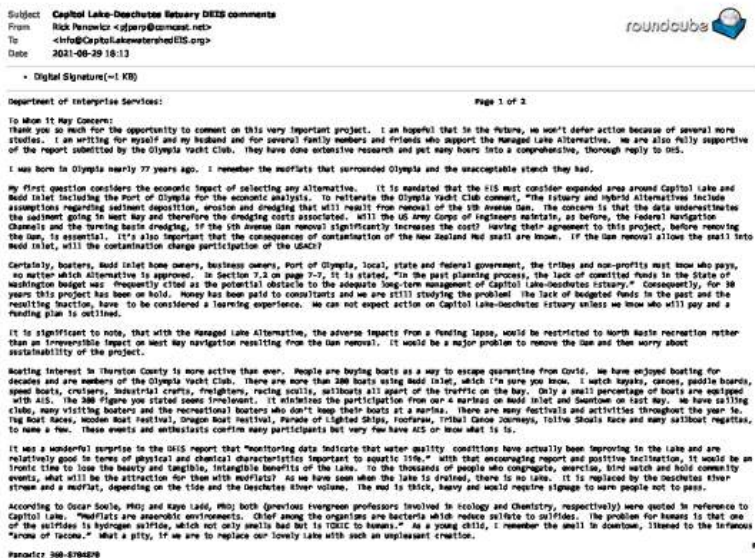 Subject Capitol Lake-Deschutes Estuary DEIS comments
From Rick Panowicz <pfparp@comcast.net>
To <info@CapitolLakewatershedEIS.org>
Date 2021-08-29 16:13
roundcube
• Digital Signature(~1 KB)
Department of Enterprise Services: Page 1 of 2
To Whom it May Concern:
Thank you so much for the opportunity to comment on this very important project. I am hopeful that in the future, we won't defer action because of several more
studies. I am writing for myself and my husband and for several family members and friends who support the Managed Lake Alternative. We are also fully supportive
of the report submitted by the Olympia Yacht Club. They have done extensive research and put many hours into a comprehensive, thorough reply to DES.
I was born in Olympia nearly 77 years ago. I remember the mudflats that surrounded Olympia and the unacceptable stench they had.
My first question considers the economic impact of selecting any Alternative. It is mandated that the EIS must consider expanded area around Capitol Lake and
Budd Inlet including the Port of Olympia for the economic analysis. To reiterate the Olympia Yacht Club comment, "The Estuary and Hybrid Alternatives include
assumptions regarding sediment deposition, erosion and dredging that will result from removal of the 5th Avenue Dam. The concern is that the data underestimates
the sediment going in West Bay and therefore the dredging costs associated. Will the US Army Corps of Engineers maintain, as before, the Federal Navigation
Channels and the turning basin dredging, if the 5th Avenue Dam removal significantly increases the cost? Having their agreement to this project, before removing
the Dam, is essential. It's also important that the consequences of contamination of the New Zealand Mud snail are known. If the Dam removal allows the snail into
Budd Inlet, will the contamination change participation of the USACE?
Certainly, boaters, Budd Inlet home owners, business owners, Port of Olympia, local, state and federal government, the tribes and non-profits must know who pays,
no matter which Alternative is approved. In Section 7.2 on page 7-7, it is stated, "In the past planning process, the lack of committed funds in the State of
Washington budget was frequently cited as the potential obstacle to the adequate long-term management of Capitol Lake-Deschutes Estuary." Consequently, for 30
years this project has been on hold. Money has been paid to consultants and we are still studying the problem! The lack of budgeted funds in the past and the
resulting inaction, have to be considered a learning experience. We can not expect action on Capitol Lake-Deschutes Estuary unless we know who will pay and a
funding plan is outlined.
It is significant to note, that with the Managed Lake Alternative, the adverse impacts from a funding lapse, would be restricted to North Basin recreation rather
than an irreversible impact on West Bay navigation resulting from the Dam removal. It would be a major problem to remove the Dam and then worry about
sustainability of the project.
Boating interest in Thurston County is more active than ever. People are buying boats as a way to escape quarantine from Covid. We have enjoyed boating for
decades and are members of the Olympia Yacht Club. There are more than 200 boats using Budd Inlet, which I'm sure you know. I watch kayaks, canoes, paddle boards,
speed boats, cruisers, industrial crafts, freighters, racing sculls, sailboats all apart of the traffic on the bay. Only a small percentage of boats are equipped
with AIS. The 200 figure you stated seems irrelevant. It minimizes the participation from our 4 marinas on Budd Inlet and Swantown on East Bay. We have sailing
clubs, many visiting boaters and the recreational boaters who don't keep their boats at a marina. There are many festivals and activities throughout the year ie.
Tug Boat Races, Wooden Boat Festival, Dragon Boat Festival, Parade of Lighted Ships, Foofaraw, Tribal Canoe Journeys, Tolive Shoals Race and many sailboat regattas,
to name a few. These events and enthusiasts confirm many participants but very few have AIS or know what is is.
It was a wonderful surprise in the DEIS report that "monitoring data indicate that water quality conditions have actually been improving in the Lake and are
relatively good in terms of physical and chemical characteristics important to aquatic life." With that encouraging report and positive inclination, it would be an
ironic time to lose the beauty and tangible, intangible benefits of the Lake. To the thousands of people who congregate, exercise, bird watch and hold community
events, what will be the attraction for them with mudflats? As we have seen when the lake is drained, there is no lake. It is replaced by the Deschutes River
stream and a mudflat, depending on the tide and the Deschutes River volume. The mud is thick, heavy and would require signage to warn people not to pass.
According to Oscar Soule, PhD; and Kaye Ladd, PhD; both (previous Evergreen professors involved in Ecology and Chemistry, respectively) were quoted in reference to
Capitol Lake. "Mudflats are anaerobic environments. Chief among the organisms are bacteria which reduce sulfate to sulfides. The problem for humans is that one
of the sulfides is hydrogen sulfide, which not only smells bad but is TOXIC to humans." As a young child, I remember the smell in downtown, likened to the infamous
"aroma of Tacoma." What a pity, if we are to replace our lovely Lake with such an unpleasant creation.
Panowicz 360-8704870